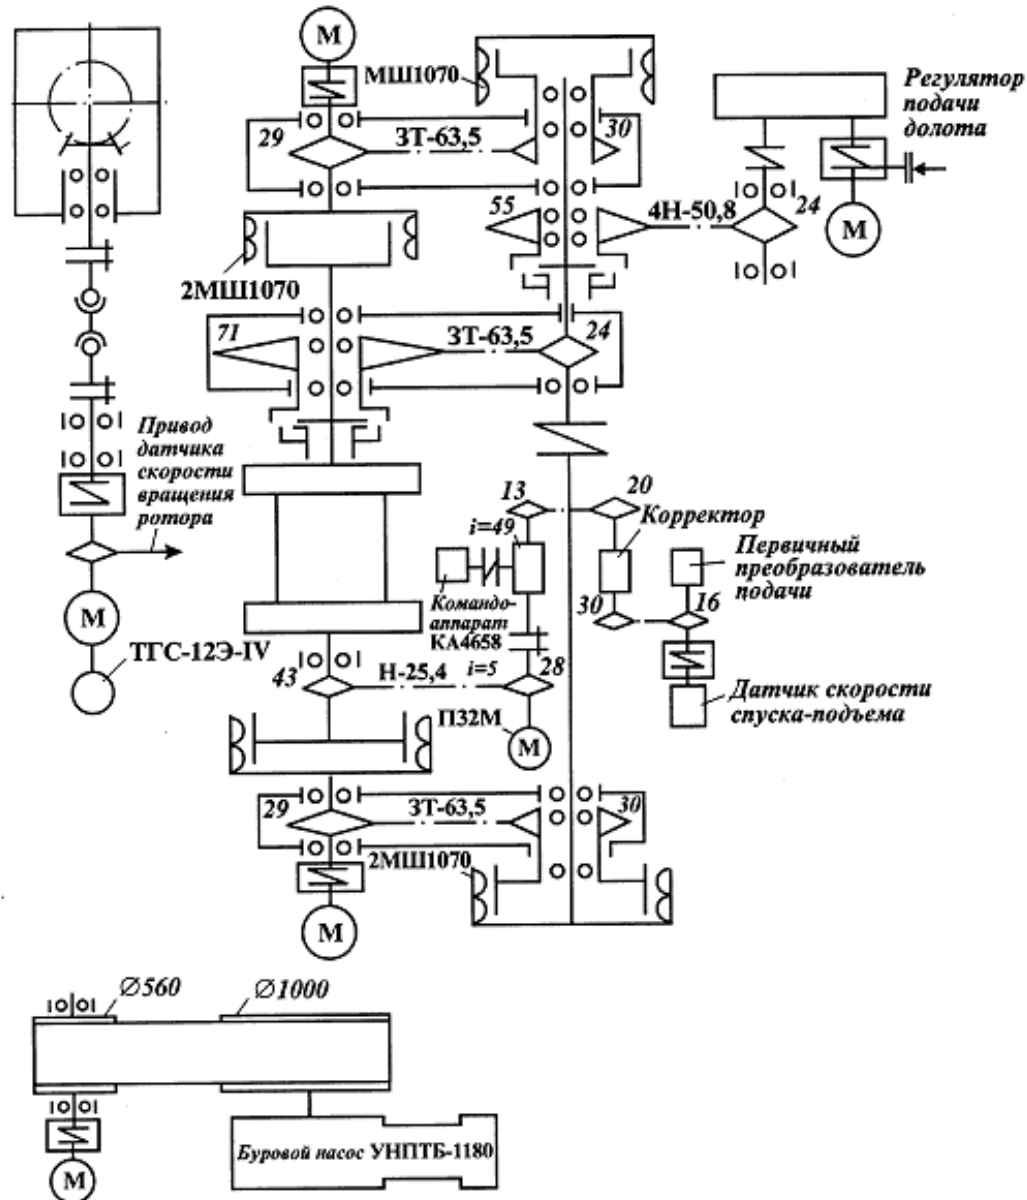 М
МШ1070
Регулятор
подачи
долота
29
3Т-63,5
30
55
4Н-50,8
24
М
2МШ1070
71
3Т-63,5
24
Привод
датчика
скорости
вращения
ротора
13
20
i=49
Корректор
Первичный
преобразователь
подачи
Командо-
аппарат
КА4658
30
16
М
ТГС-12Э-IV
43
Н-25,4
i=5
28
Датчик скорости
спуска-подъема
П32М
М
29
3Т-63,5
30
2МШ1070
М
∅560
∅1000
Буровой насос УНПТБ-1180
М